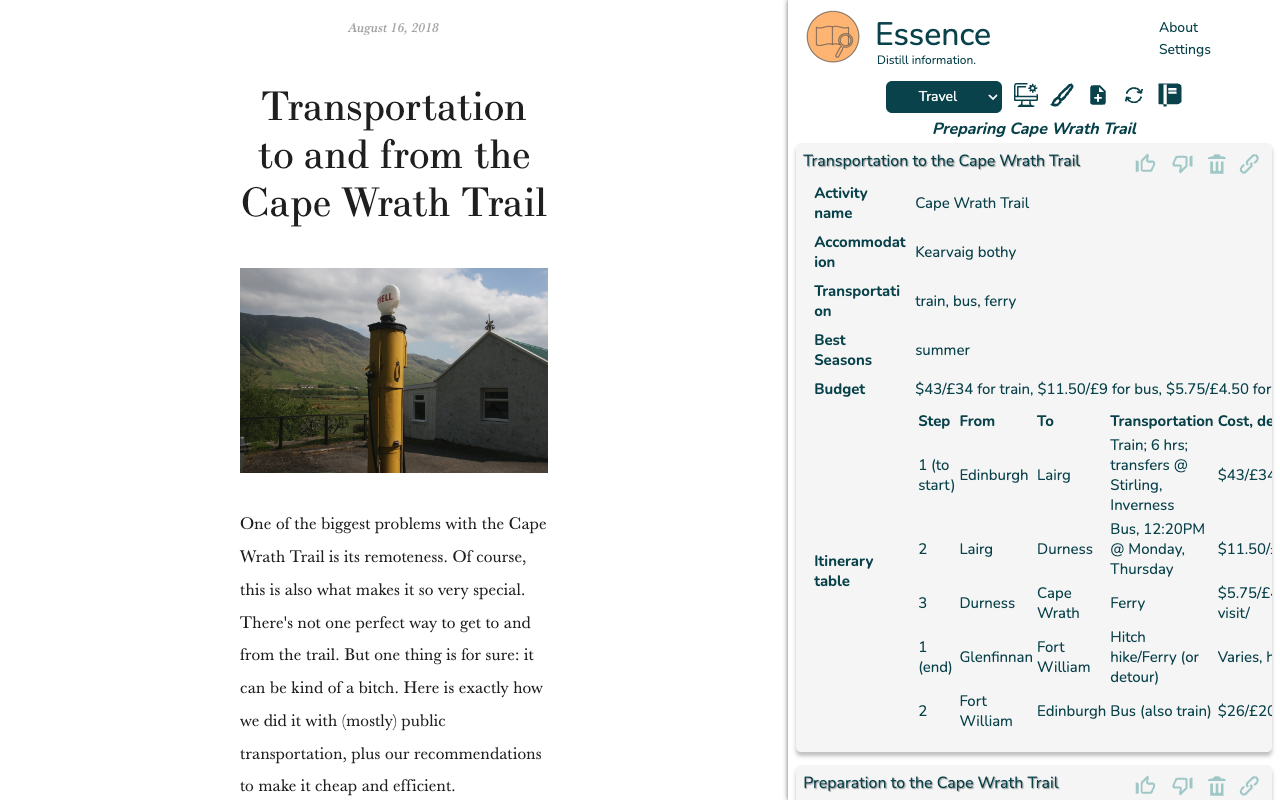 August 16, 2018
Transportation
to and from the
Cape Wrath Trail
SHELL
One of the biggest problems with the Cape
Wrath Trail is its remoteness. Of course,
this is also what makes it so very special.
There's not one perfect way to get to and
from the trail. But one thing is for sure: it
can be kind of a bitch. Here is exactly how
we did it with (mostly) public
transportation, plus our recommendations
to make it cheap and efficient.
Essence
Distill information.
About
Settings
Travel
Preparing Cape Wrath Trail
Transportation to the Cape Wrath Trail
Activity name Cape Wrath Trail
Accommodation Kearvaig bothy
Transportation train, bus, ferry
Best Seasons summer
Budget $43/£34 for train, $11.50/£9 for bus, $5.75/£4.50 for
Itinerary table
Step From To Transportation Cost, de
1 (to start) Edinburgh Lairg Train; 6 hrs; transfers @ Stirling, Inverness $43/£34
2 Lairg Durness Bus, 12:20PM @ Monday, Thursday $11.50/
3 Durness Cape Wrath Ferry $5.75/£4 visit/
1 (end) Glenfinnan Fort William Hitch hike/Ferry (or detour) Varies, h
2 Fort William Edinburgh Bus (also train) $26/£20
Preparation to the Cape Wrath Trail